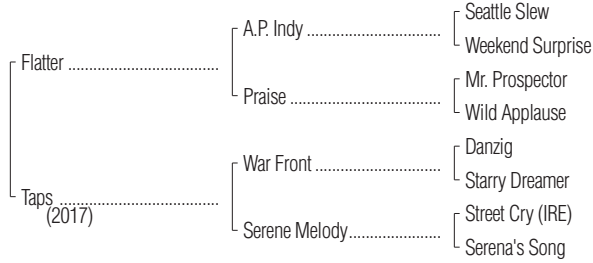 Flatter ..................................
A.P. Indy ..............................
Seattle Slew
Weekend Surprise
Praise ..................................
Mr. Prospector
Wild Applause
Taps ....................................
(2017)
War Front ............................
Danzig
Starry Dreamer
Serene Melody.....................
Street Cry (IRE)
Serena's Song